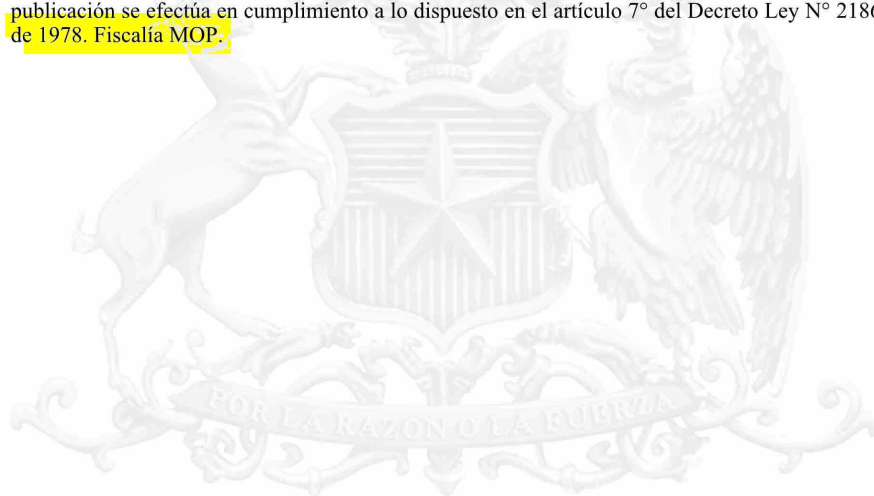 publicación se efectúa en cumplimiento a lo dispuesto en el artículo 7° del Decreto Ley N° 2186
de 1978. Fiscalía MOP.
POR LA RAZON O LA FUERZA